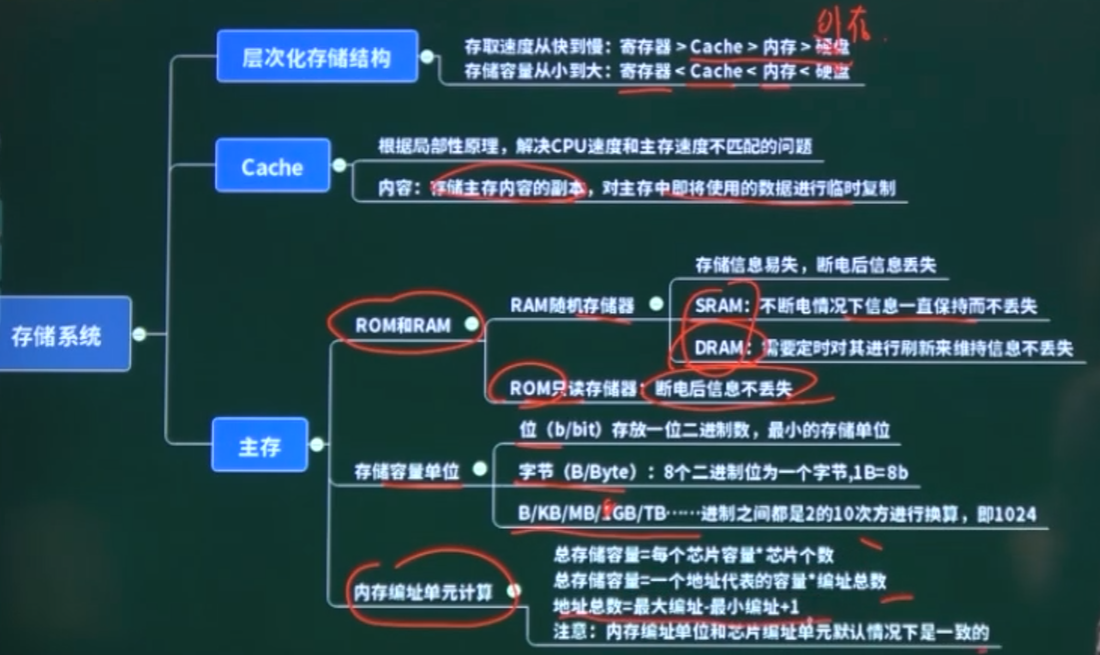 外存
层次化存储结构
存取速度从快到慢：寄存器 > Cache > 内存 > 硬盘
存储容量从小到大：寄存器 < Cache < 内存 < 硬盘
Cache
根据局部性原理，解决CPU速度和主存速度不匹配的问题
内容：存储主存内容的副本，对主存中即将使用的数据进行临时复制
存储系统
主存
ROM和RAM
RAM随机存储器
存储信息易失，断电后信息丢失
SRAM：不断电情况下信息一直保持而不丢失
DRAM：需要定时对其进行刷新来维持信息不丢失
ROM只读存储器：断电后信息不丢失
存储容量单位
位（b/bit）存放一位二进制数，最小的存储单位
字节（B/Byte）：8个二进制位为一个字节,1B=8b
B/KB/MB/1GB/TB……进制之间都是2的10次方进行换算，即1024
内存编址单元计算
总存储容量=每个芯片容量*芯片个数
总存储容量=一个地址代表的容量*编址总数
地址总数=最大编址-最小编址+1
注意：内存编址单位和芯片编址单元默认情况下是一致的